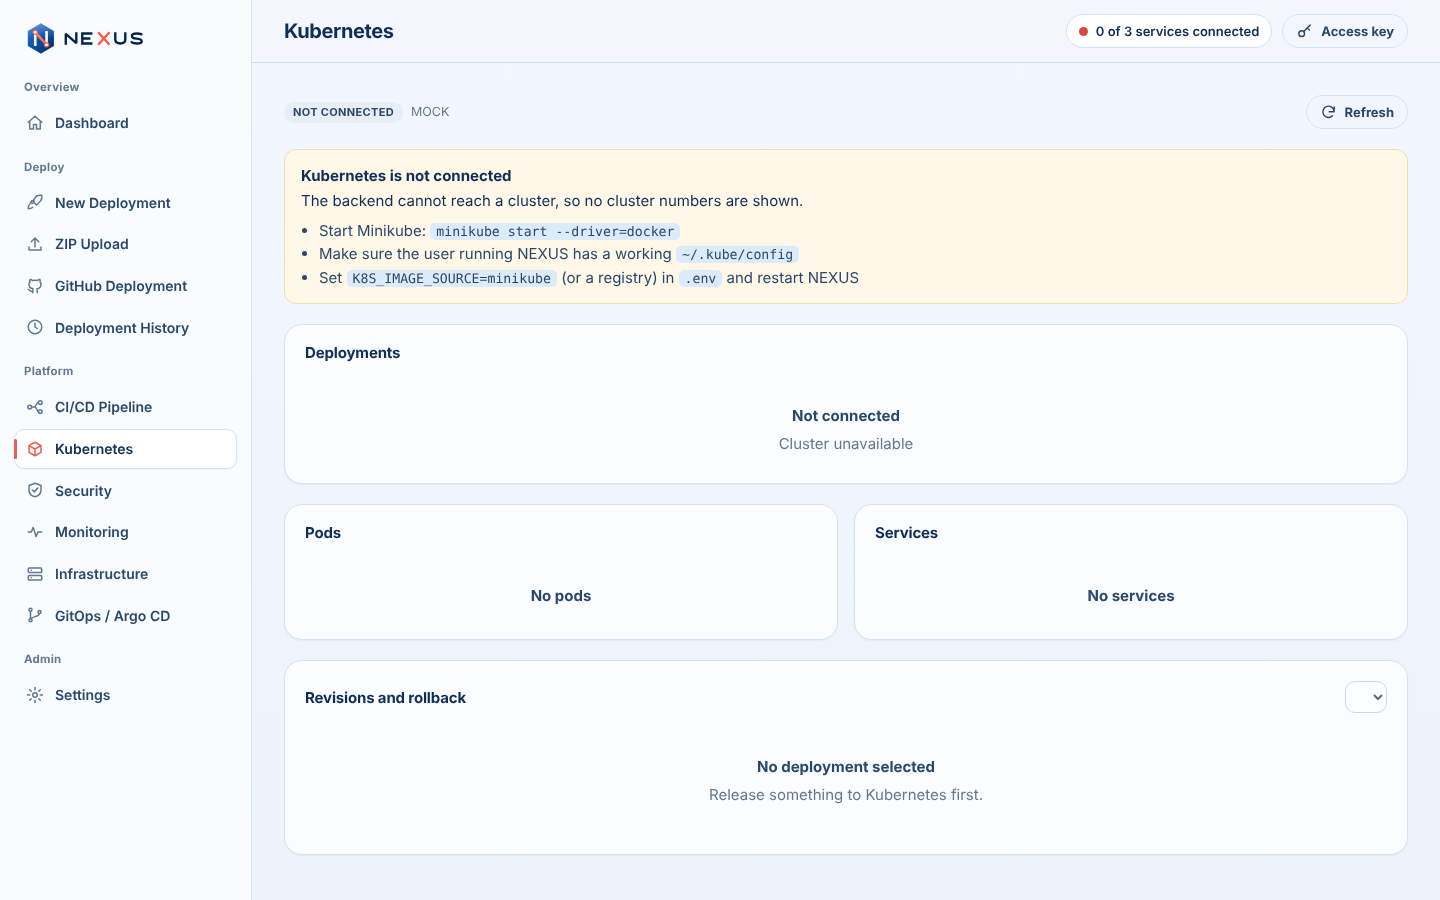 NEXUS
Overview
Dashboard
Deploy
New Deployment
ZIP Upload
GitHub Deployment
Deployment History
Platform
CI/CD Pipeline
Kubernetes
Security
Monitoring
Infrastructure
GitOps / Argo CD
Admin
Settings
Kubernetes
0 of 3 services connected
Access key
NOT CONNECTED MOCK
Refresh
Kubernetes is not connected
The backend cannot reach a cluster, so no cluster numbers are shown.
• Start Minikube: minikube start --driver=docker
• Make sure the user running NEXUS has a working ~/.kube/config
• Set K8S_IMAGE_SOURCE=minikube (or a registry) in .env and restart NEXUS
Deployments
Not connected
Cluster unavailable
Pods
No pods
Services
No services
Revisions and rollback
No deployment selected
Release something to Kubernetes first.